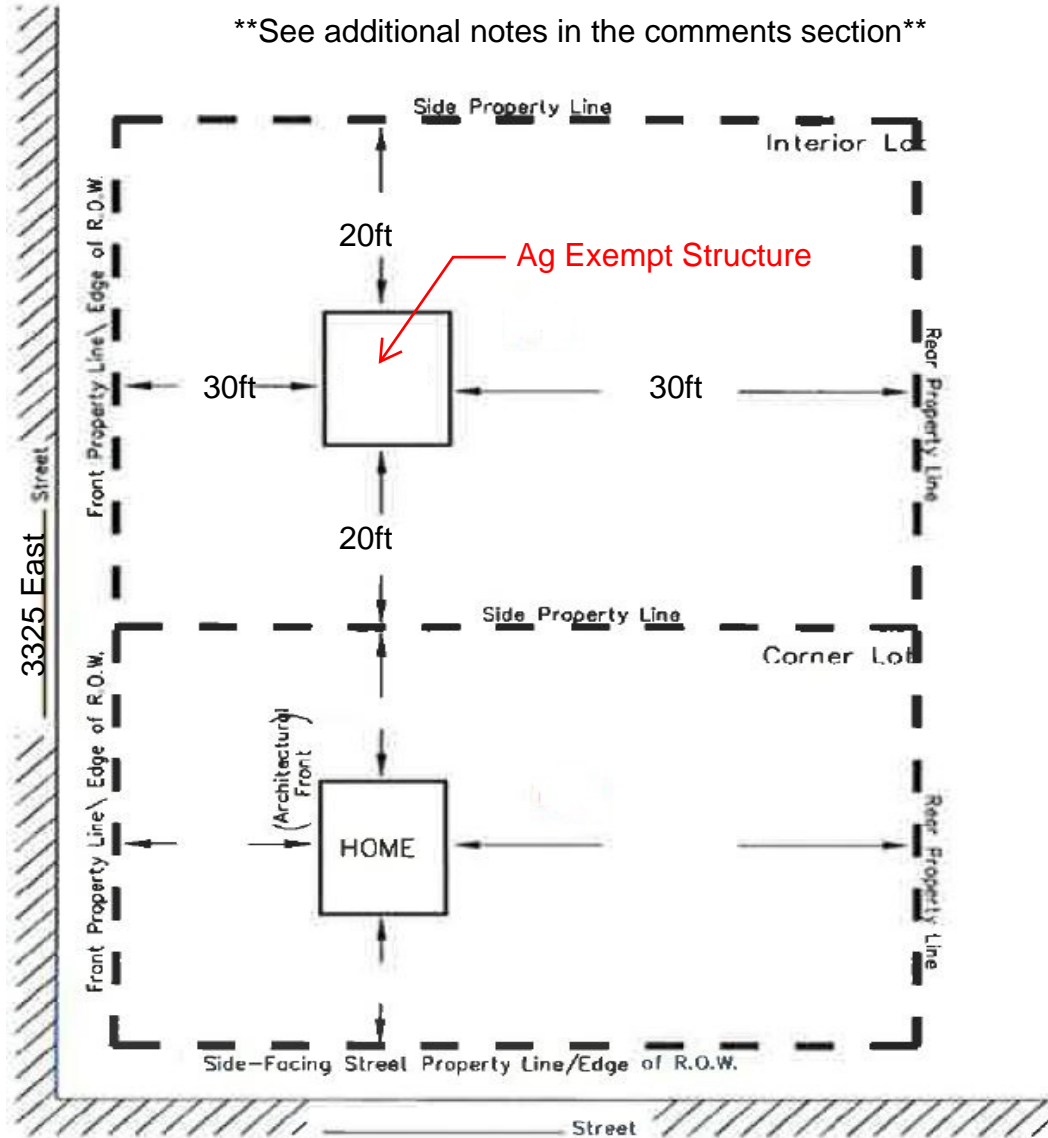 **See additional notes in the comments section**
Side Property Line
Interior Lot
Front Property Line\ Edge of R.O.W.
20ft
Ag Exempt Structure
30ft
30ft
Rear Property Line
20ft
3325 East Street
Side Property Line
Corner Lot
Front Property Line\ Edge of R.O.W.
(Architectural
Front )
HOME
Rear Property Line
Side-Facing Street Property Line/Edge of R.O.W.
Street